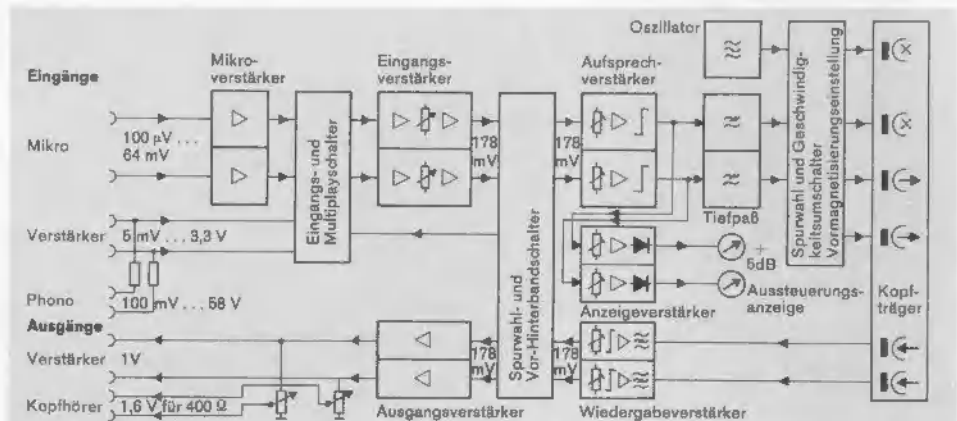 Oszillator
Eingänge
Mikro-
verstärker
Eingangs-
verstärker
Aufsprech-
verstärker
Mikro
100 µV ...
64 mV
178
mV
178
mV
Eingangs- und
Multiplayschalter
Spurwahl- und
Vor-Hinterbandschalter
Spurwahl und Geschwindig-
keitsumschalter
Vormagnetisierungseinstellung
Tiefpaß
Verstärker
5 mV ... 3,3 V
+
5dB
Phono
100 mV ... 58 V
Aussteuerungs-
anzeige
Kopf-
träger
Ausgänge
Anzeigeverstärker
Verstärker
1V
178
mV
178
mV
Kopfhörer
1,6 V für 400 Ω
Ausgangsverstärker
Wiedergabeverstärker